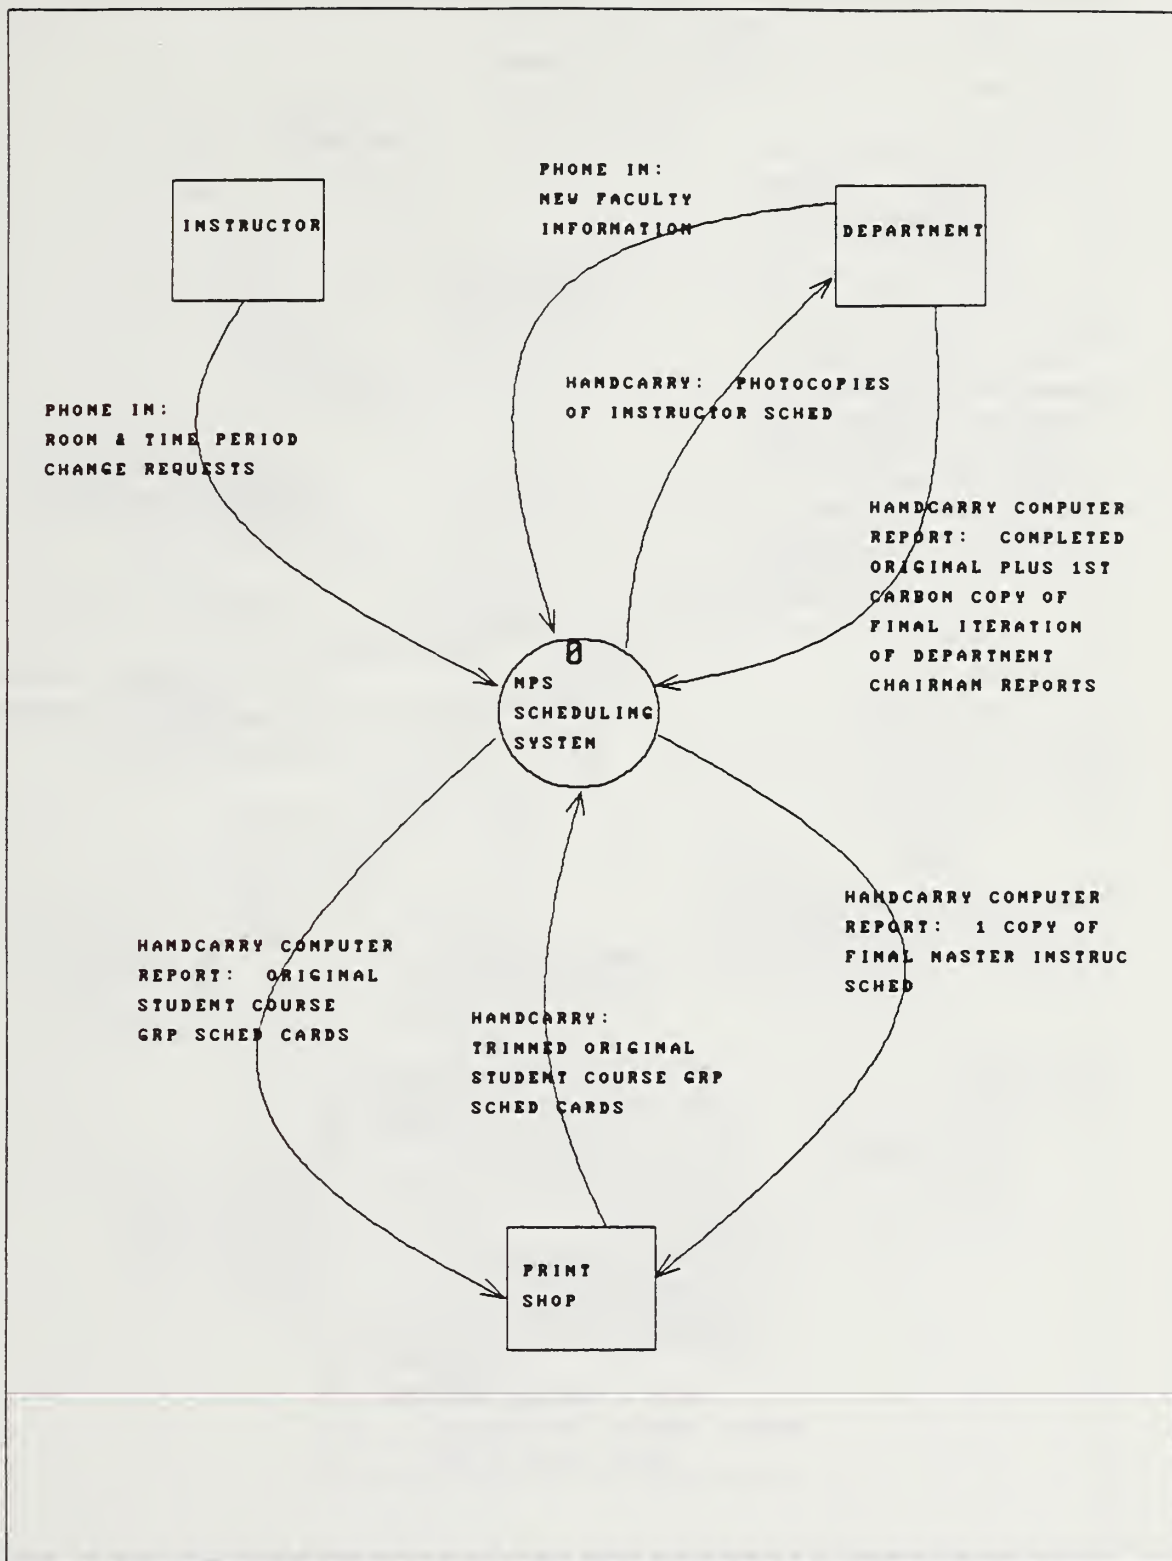 PHONE IN:
NEW FACULTY
INFORMATION
INSTRUCTOR
DEPARTMENT
HANDCARRY: PHOTOCOPIES
OF INSTRUCTOR SCHED
PHONE IN:
ROOM & TIME PERIOD
CHANGE REQUESTS
HANDCARRY COMPUTER
REPORT: COMPLETED
ORIGINAL PLUS 1ST
CARBON COPY OF
FINAL ITERATION
OF DEPARTMENT
CHAIRMAN REPORTS
0
NPS
SCHEDULING
SYSTEM
HANDCARRY COMPUTER
REPORT: 1 COPY OF
FINAL MASTER INSTRUC
SCHED
HANDCARRY COMPUTER
REPORT: ORIGINAL
STUDENT COURSE
GRP SCHED CARDS
HANDCARRY:
TRIMMED ORIGINAL
STUDENT COURSE GRP
SCHED CARDS
PRINT
SHOP